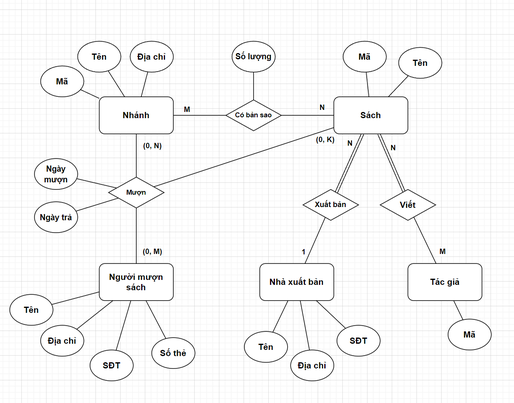 Tên
Địa chỉ
Số lượng
Mã
Tên
Mã
Nhánh
M
Có bản sao
N
Sách
(0, N)
(0, K)
N
N
Ngày
mượn
Mượn
Ngày trả
Xuất bản
Viết
(0, M)
1
M
Người mượn
sách
Nhà xuất bản
Tác giả
Tên
Địa chỉ
SĐT
Số thẻ
Tên
Địa chỉ
SĐT
Mã